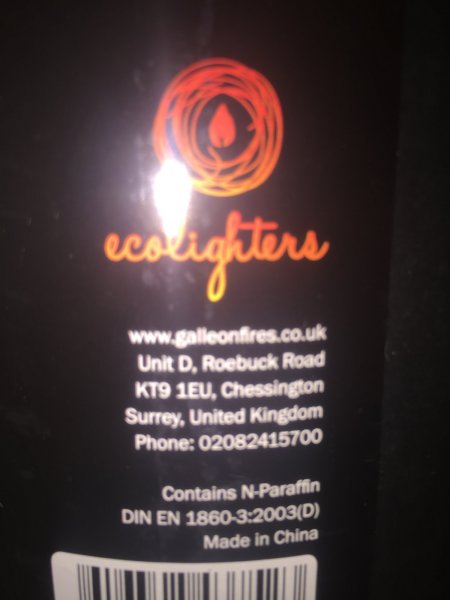 ecolighters
www.galleonfires.co.uk
Unit D, Roebuck Road
KT9 1EU, Chessington
Surrey, United Kingdom
Phone: 02082415700
Contains N-Paraffin
DIN EN 1860-3:2003(D)
Made in China